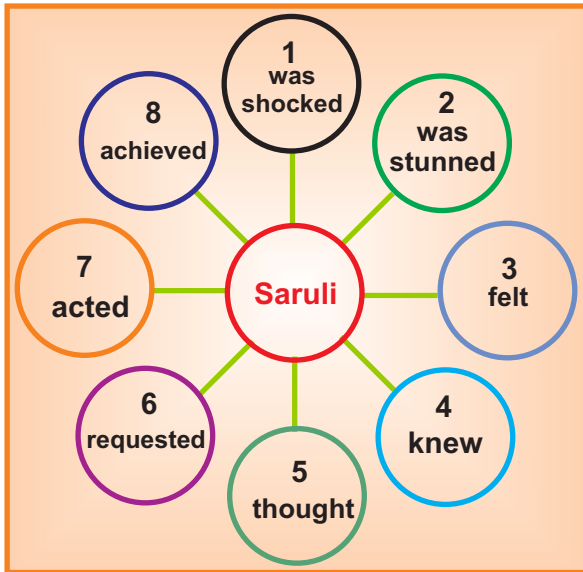 1
was
shocked
2
was
stunned
3
felt
4
knew
5
thought
6
requested
7
acted
8
achieved
Saruli